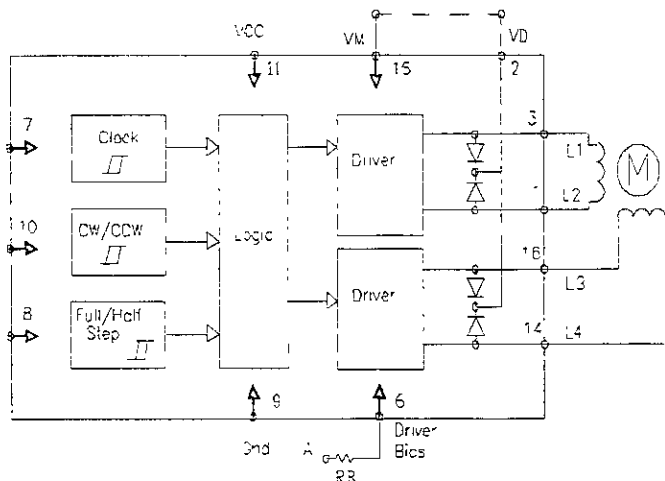 VCC
VM
VD
11
15
2
7
Clock
3
L1
M
Driver
L2
10
CW/CCW
Logic
16
L3
8
Full/Half
Step
Driver
14
L4
9
6
Gnd
A
Driver
Bics
RB